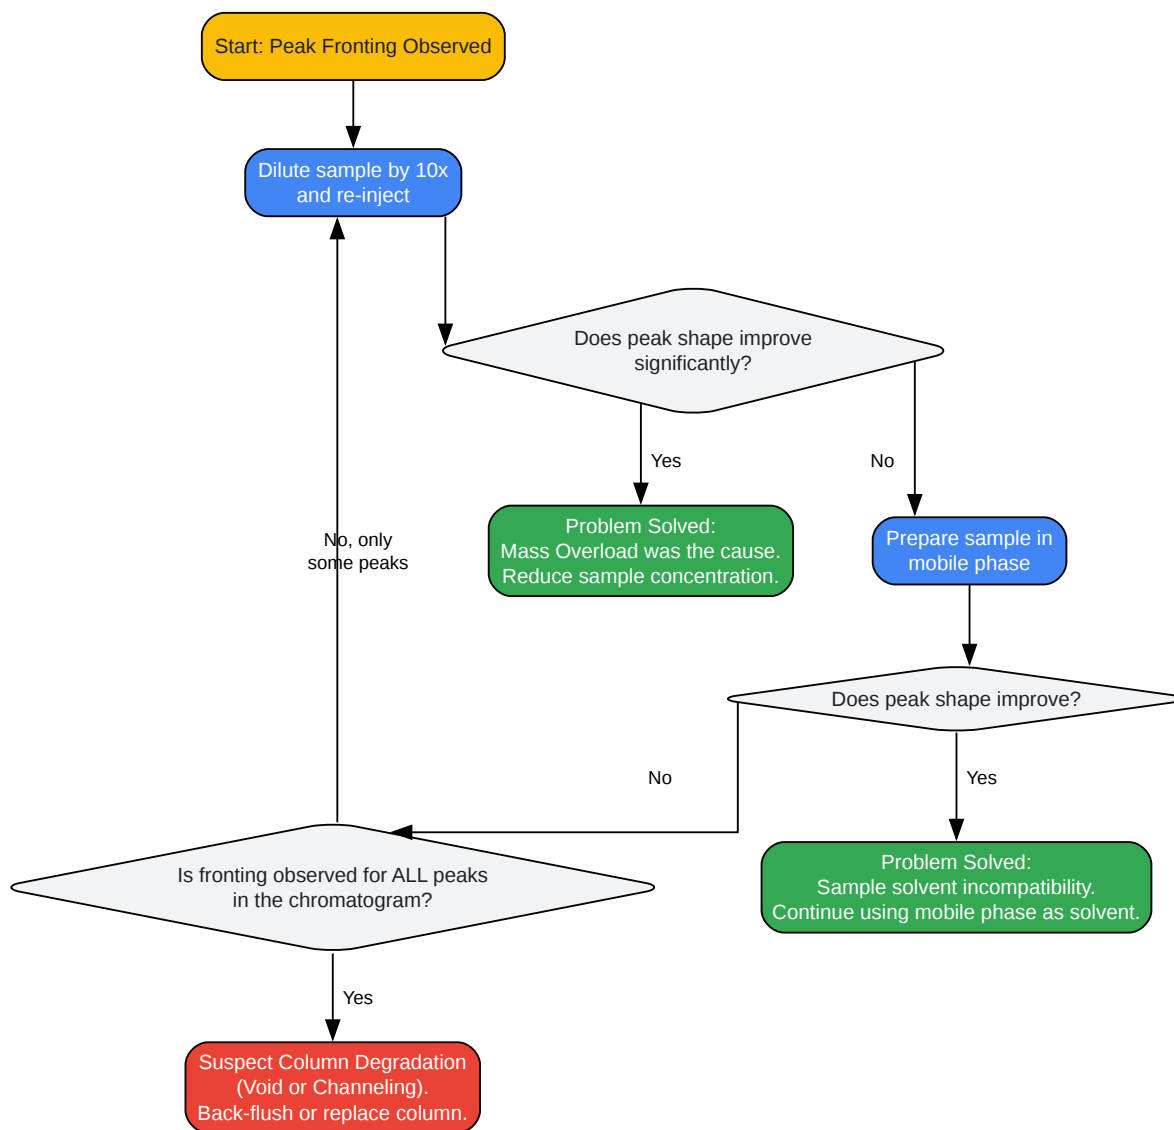 Start: Peak Fronting Observed
Dilute sample by 10x
and re-inject
Does peak shape improve
significantly?
Yes
No
Problem Solved:
Mass Overload was the cause.
Reduce sample concentration.
Prepare sample in
mobile phase
No, only
some peaks
Does peak shape improve?
No
Yes
Is fronting observed for ALL peaks
in the chromatogram?
Problem Solved:
Sample solvent incompatibility.
Continue using mobile phase as solvent.
Yes
Suspect Column Degradation
(Void or Channeling).
Back-flush or replace column.